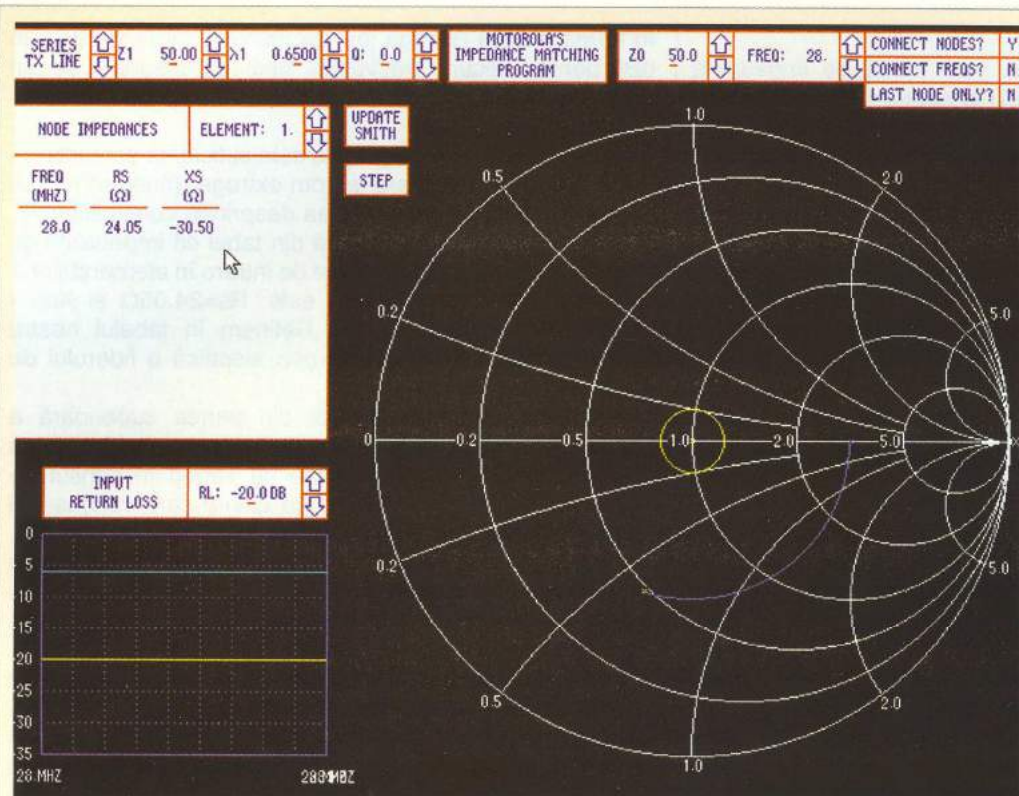 SERIES
TX LINE
Z1 50.00
λ1 0.6500
Q: 0.0
MOTOROLA'S
IMPEDANCE MATCHING
PROGRAM
Z0 50.0
FREQ: 28.
CONNECT NODES? Y
CONNECT FREQS? N
LAST NODE ONLY? N
NODE IMPEDANCES
ELEMENT: 1.
UPDATE
SMITH
STEP
FREQ RS XS
(MHZ) (Ω) (Ω)
28.0 24.05 -30.50
1.0
0.5 2.0
0.2 5.0
0 0.2 0.5 1.0 2.0 5.0
0.2 5.0
0.5 2.0
1.0
INPUT
RETURN LOSS
RL: -20.0 DB
0
5
10
15
20
25
30
35
28.MHZ